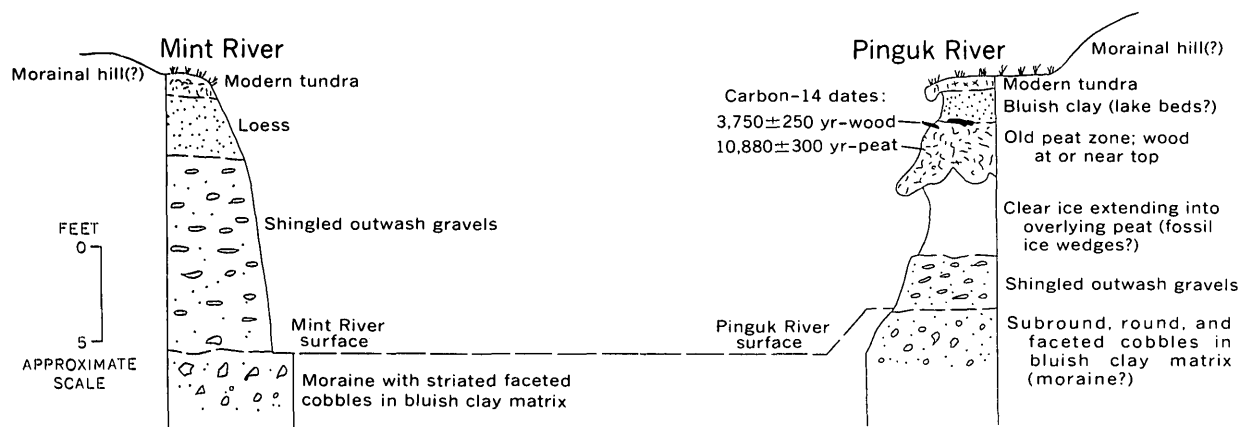 Mint River
Morainal hill(?)
Modern tundra
Loess
Shingled outwash gravels
FEET
0
5
APPROXIMATE
SCALE
Mint River
surface
Moraine with striated faceted
cobbles in bluish clay matrix
Pinguk River
Morainal hill(?)
Carbon-14 dates:
3,750±250 yr-wood
10,880±300 yr-peat
Modern tundra
Bluish clay (lake beds?)
Old peat zone; wood
at or near top
Clear ice extending into
overlying peat (fossil
ice wedges?)
Shingled outwash gravels
Pinguk River
surface
Subround, round, and
faceted cobbles in
bluish clay matrix
(moraine?)